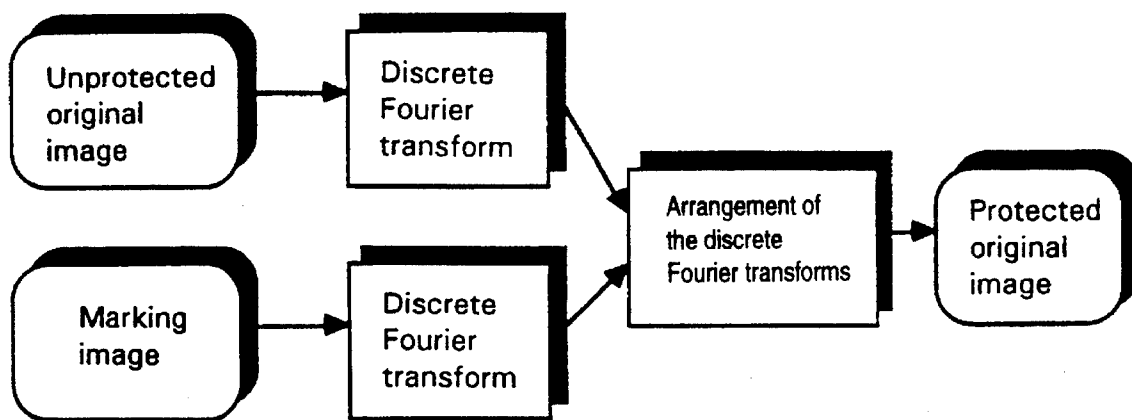 Unprotected
original
image
Discrete
Fourier
transform
Marking
image
Discrete
Fourier
transform
Arrangement of
the discrete
Fourier transforms
Protected
original
image